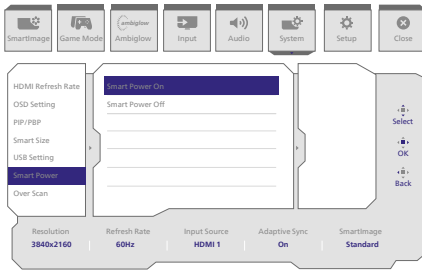 SmartImage
Game Mode
ambiglow
Ambiglow
Input
Audio
System
Setup
Close
HDMI Refresh Rate
OSD Setting
PIP/PBP
Smart Size
USB Setting
Smart Power
Over Scan
Smart Power On
Smart Power Off
Select
OK
Back
Resolution
Refresh Rate
Input Source
Adaptive Sync
SmartImage
3840x2160
60Hz
HDMI 1
On
Standard